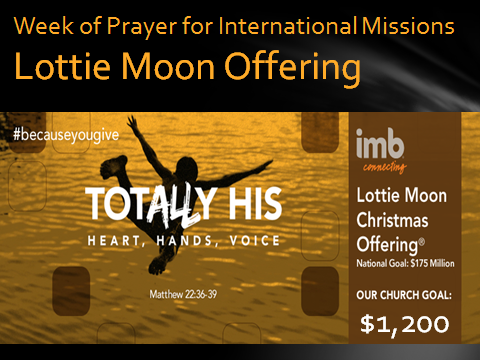 Week of Prayer for International Missions
Lottie Moon Offering
#becauseyougive
TOTALLY HIS
HEART, HANDS, VOICE
Matthew 22:36-39
imb
connecting
Lottie Moon
Christmas
Offering®
National Goal: $175 Million
OUR CHURCH GOAL:
$1,200